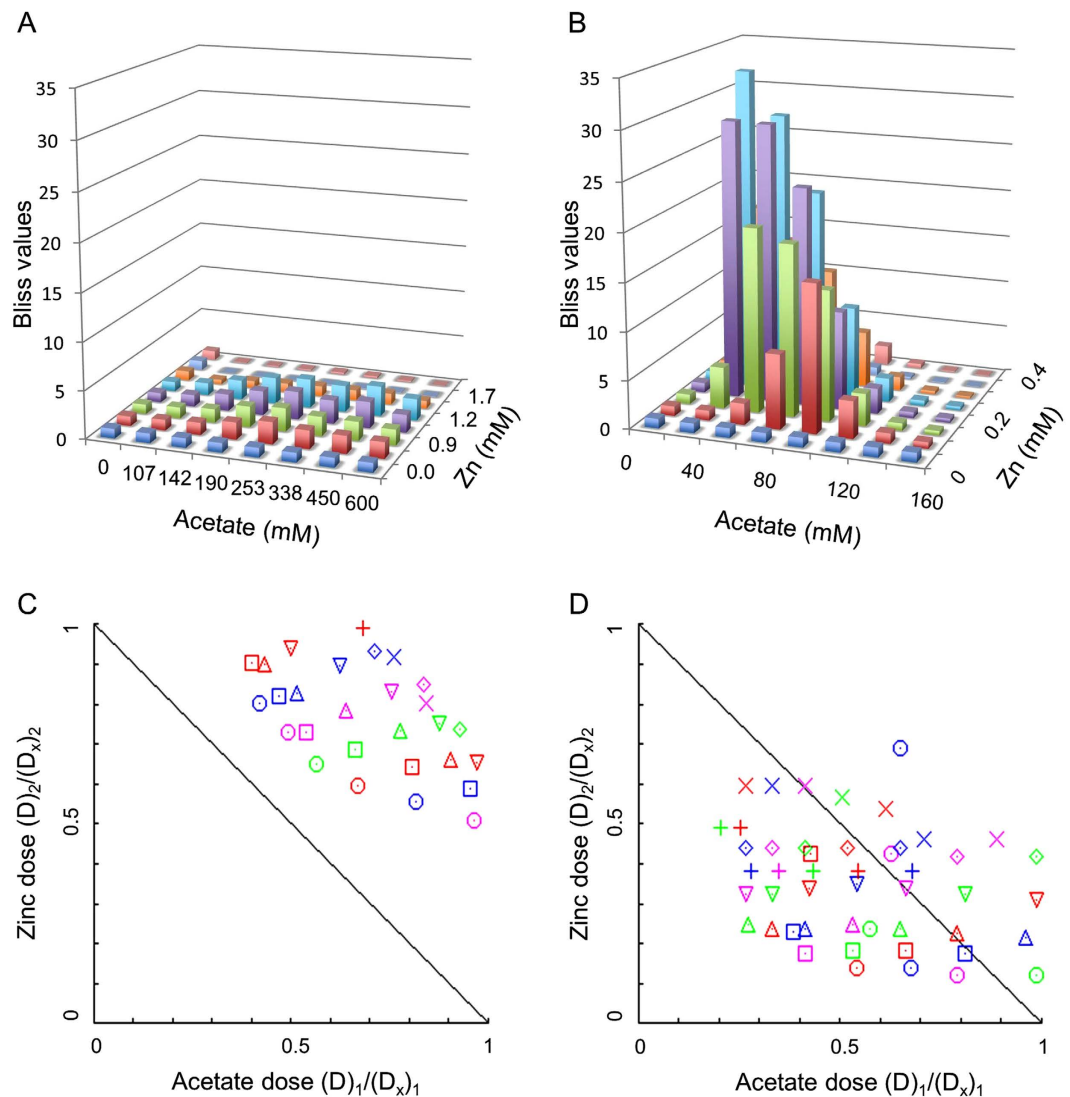 A
35
30
25
20
15
10
5
0
Bliss values
0 107 142 190 253 338 450 600
Acetate (mM)
0.0
0.9
1.2
1.7
Zn (mM)
B
35
30
25
20
15
10
5
0
Bliss values
0 40 80 120 160
Acetate (mM)
0
0.2
0.4
Zn (mM)
C
1
0.5
0
Zinc dose (D)2/(Dx)2
0 0.5 1
Acetate dose (D)1/(Dx)1
D
1
0.5
0
Zinc dose (D)2/(Dx)2
0 0.5 1
Acetate dose (D)1/(Dx)1